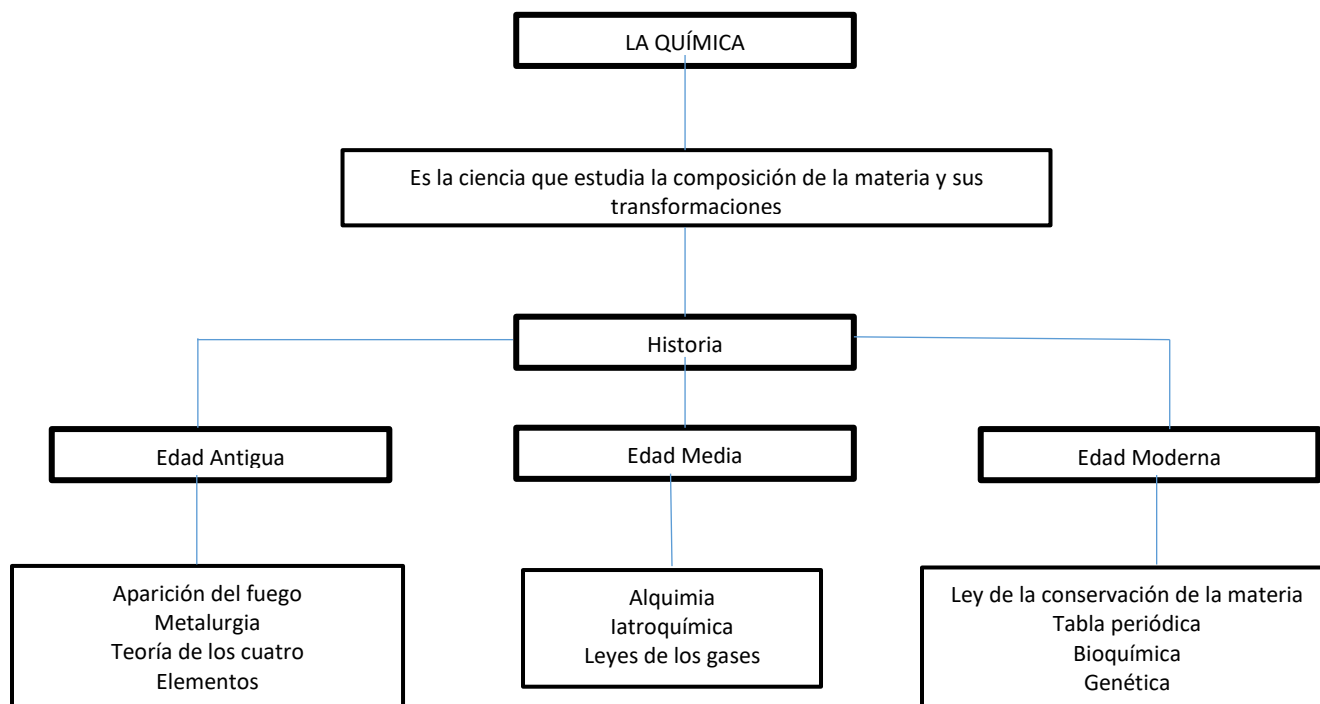 LA QUÍMICA
Es la ciencia que estudia la composición de la materia y sus
transformaciones
Historia
Edad Antigua
Edad Media
Edad Moderna
Aparición del fuego
Metalurgia
Teoría de los cuatro
Elementos
Alquimia
Iatroquímica
Leyes de los gases
Ley de la conservación de la materia
Tabla periódica
Bioquímica
Genética